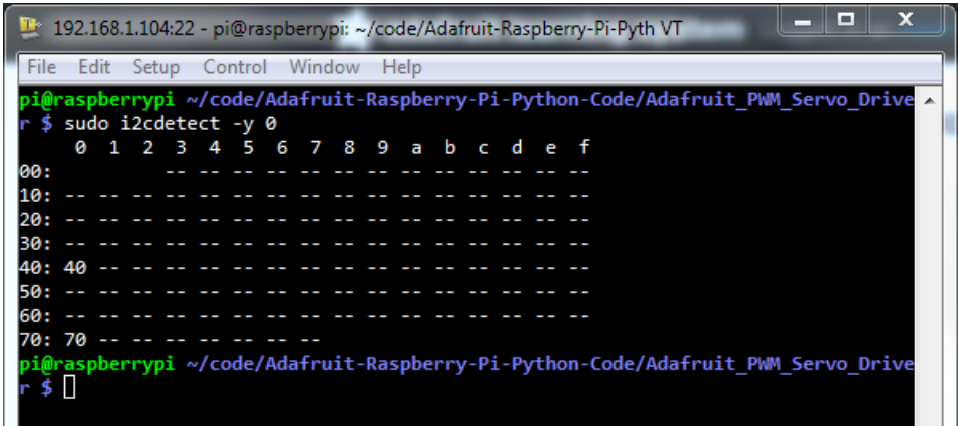 192.168.1.104:22 - pi@raspberrypi: ~/code/Adafruit-Raspberry-Pi-Pyth VT
File Edit Setup Control Window Help
pi@raspberrypi ~/code/Adafruit-Raspberry-Pi-Python-Code/Adafruit_PWM_Servo_Drive
r $ sudo i2cdetect -y 0
     0  1  2  3  4  5  6  7  8  9  a  b  c  d  e  f
00:          -- -- -- -- -- -- -- -- -- -- -- -- --
10: -- -- -- -- -- -- -- -- -- -- -- -- -- -- -- --
20: -- -- -- -- -- -- -- -- -- -- -- -- -- -- -- --
30: -- -- -- -- -- -- -- -- -- -- -- -- -- -- -- --
40: 40 -- -- -- -- -- -- -- -- -- -- -- -- -- -- --
50: -- -- -- -- -- -- -- -- -- -- -- -- -- -- -- --
60: -- -- -- -- -- -- -- -- -- -- -- -- -- -- -- --
70: 70 -- -- -- -- -- -- --
pi@raspberrypi ~/code/Adafruit-Raspberry-Pi-Python-Code/Adafruit_PWM_Servo_Drive
r $